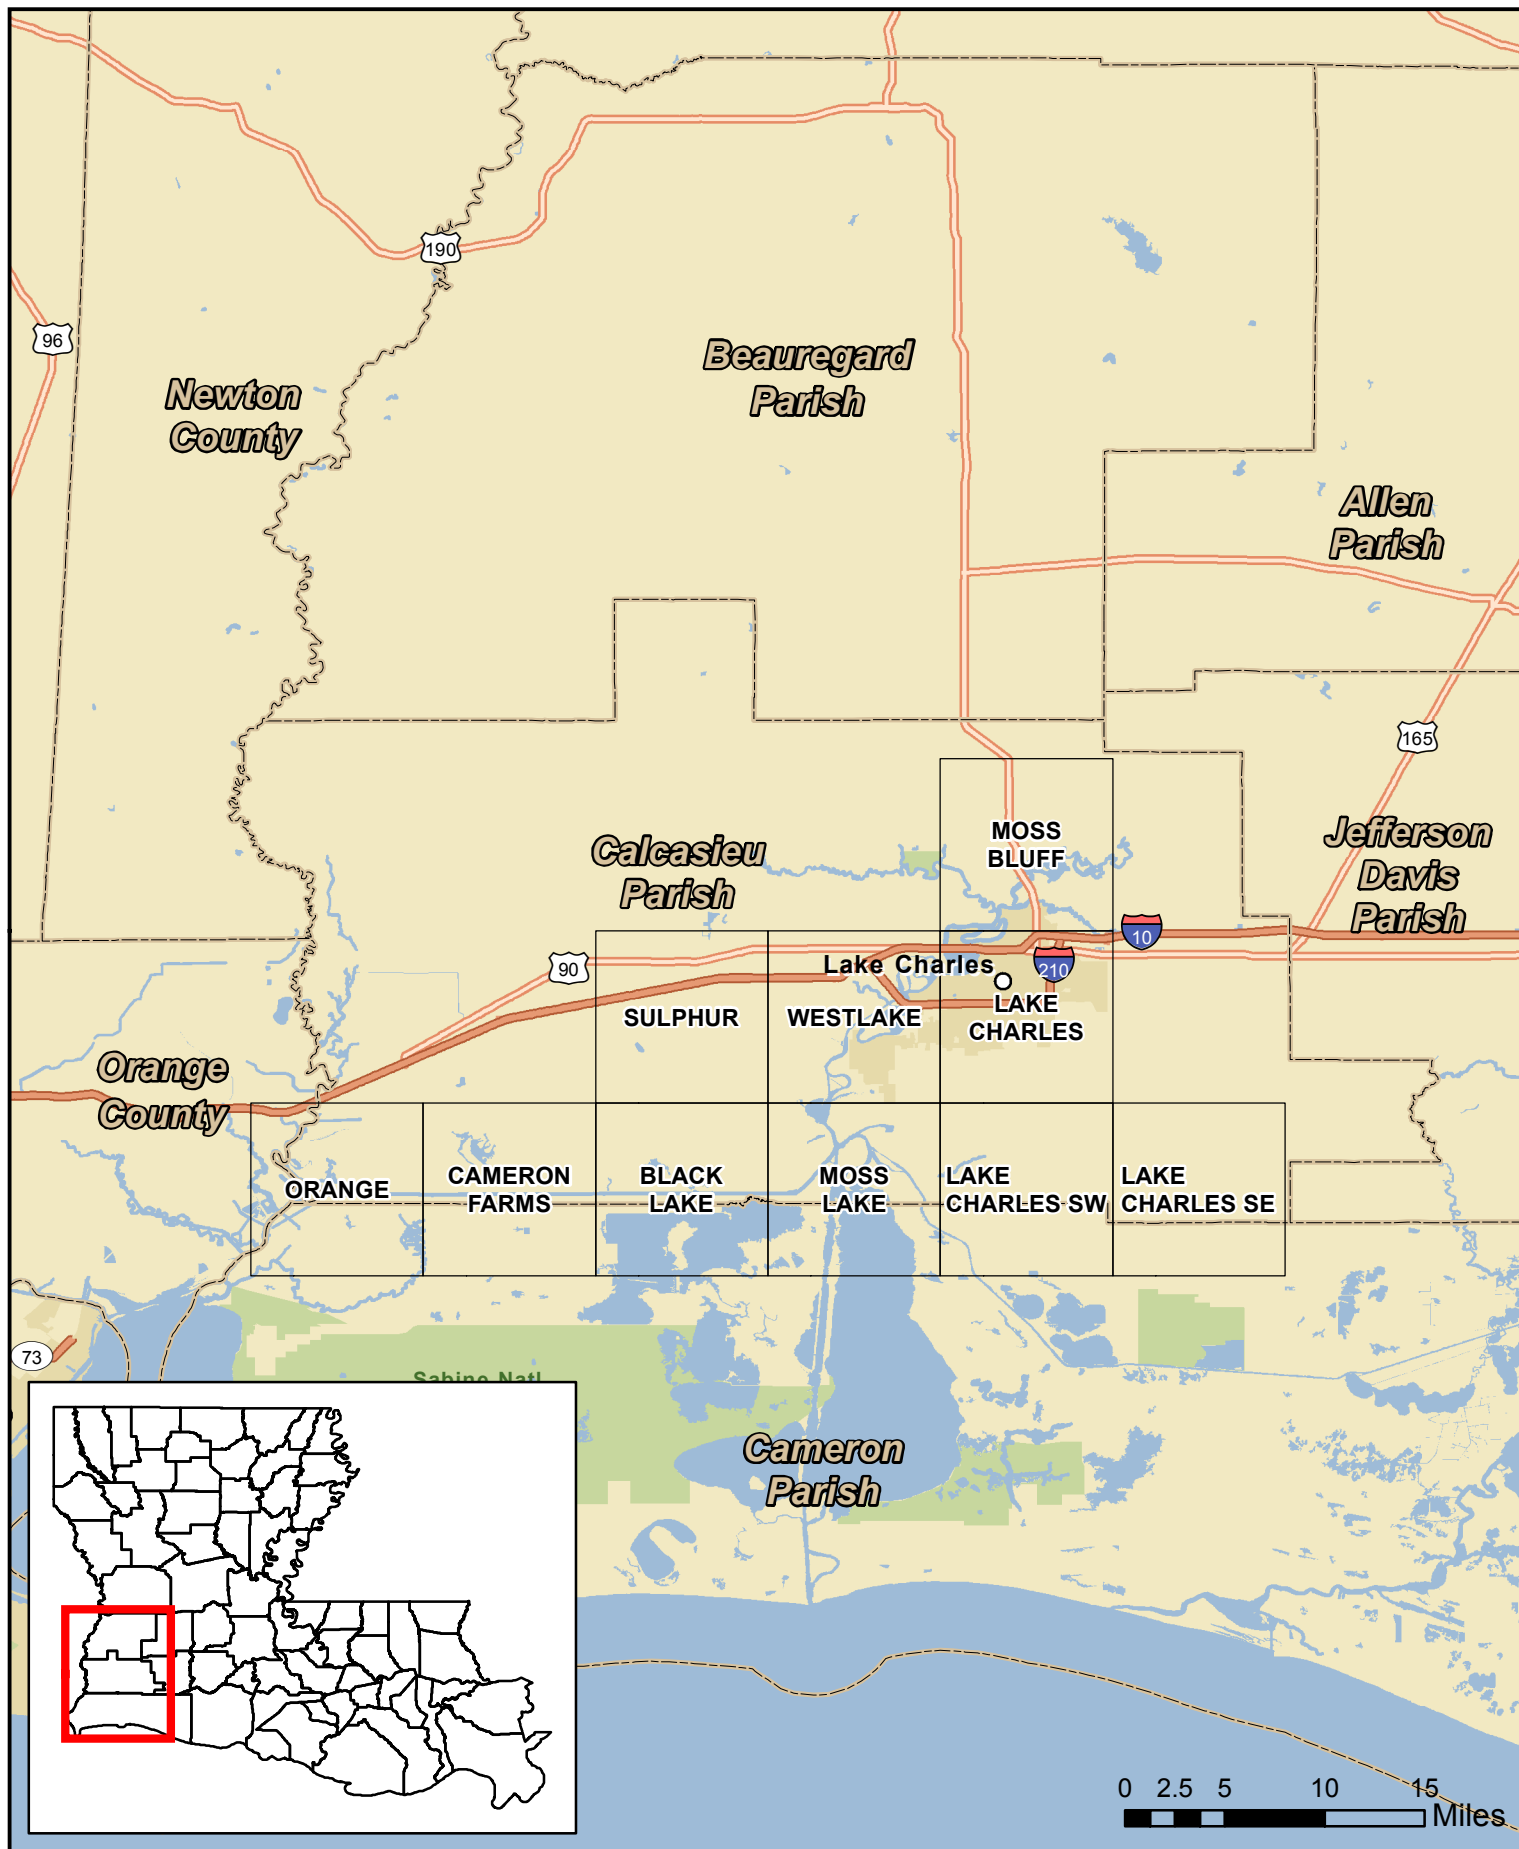 190
96
Beauregard
Parish
Newton
County
Allen
Parish
165
MOSS
BLUFF
Jefferson
Davis
Parish
Calcasieu
Parish
10
90
Lake Charles
210
SULPHUR
WESTLAKE
LAKE
CHARLES
Orange
County
ORANGE
CAMERON
FARMS
BLACK
LAKE
MOSS
LAKE
LAKE
CHARLES SW
LAKE
CHARLES SE
73
Sabine Natl
Cameron
Parish
0 2.5 5 10 15
Miles